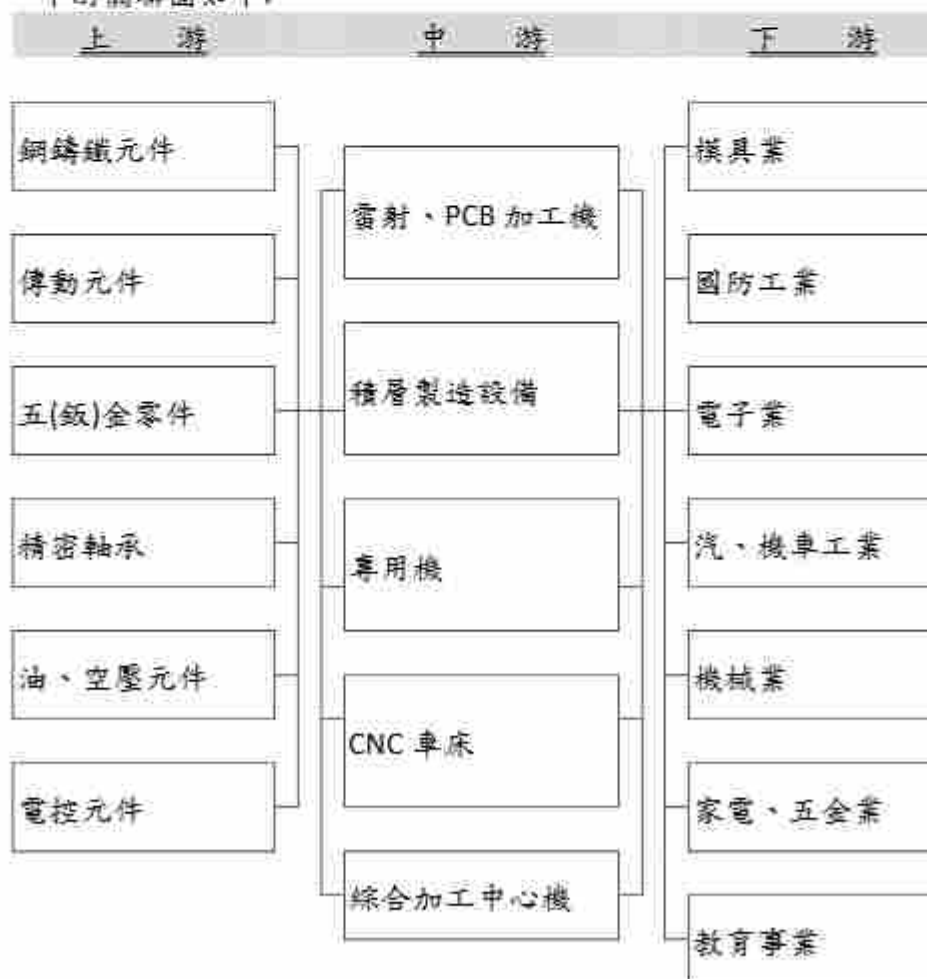 上 游
中 游
下 游
鋼鑄鐵元件
傳動元件
五(鈑)金零件
精密軸承
油、空壓元件
電控元件
雷射、PCB 加工機
積層製造設備
專用機
CNC 車床
綜合加工中心機
模具業
國防工業
電子業
汽、機車工業
機械業
家電、五金業
教育事業